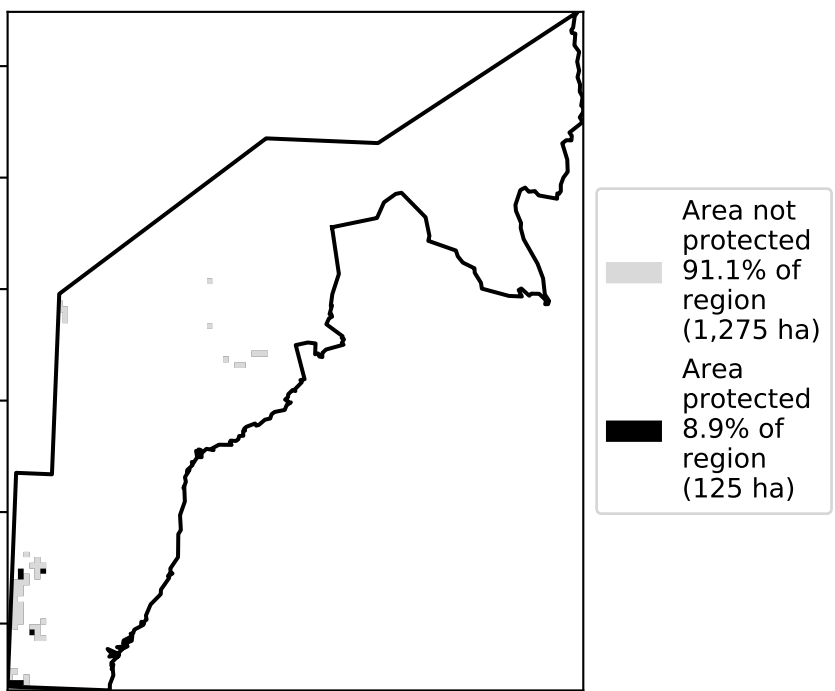 Area not
protected
91.1% of
region
(1,275 ha)
Area
protected
8.9% of
region
(125 ha)